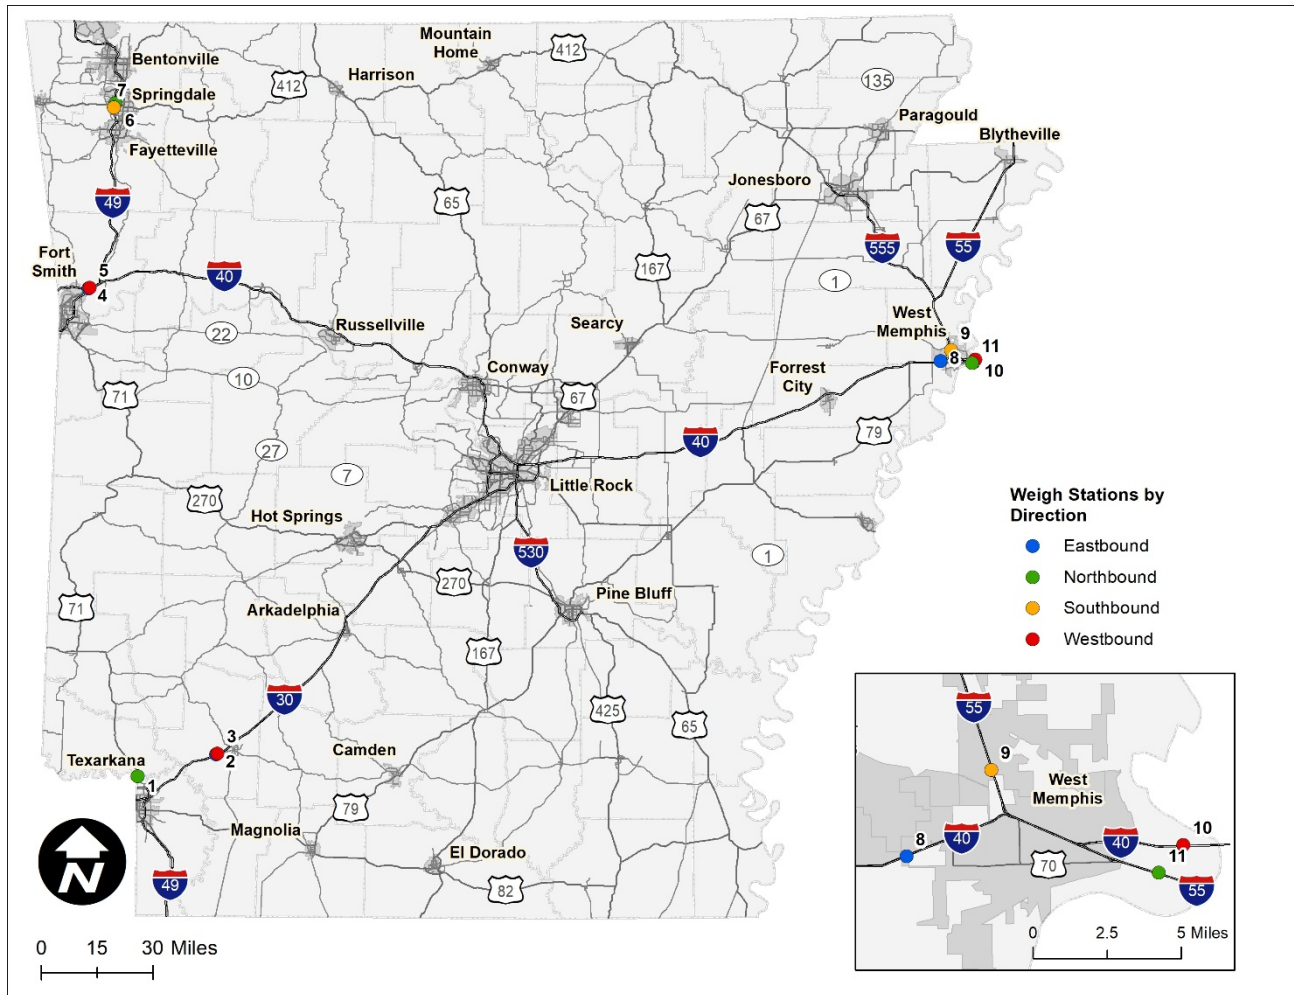 Mountain
Home
412
Bentonville
Harrison
412
135
7
Springdale
6
Paragould
Blytheville
Fayetteville
Jonesboro
49
65
67
555
55
Fort
Smith
5
4
40
167
1
22
Russellville
Searcy
West
Memphis
9
8
11
10
10
71
Conway
67
Forrest
City
79
27
7
40
270
Little Rock
Hot Springs
530
1
270
Pine Bluff
71
Arkadelphia
167
30
425
65
Texarkana
3
2
1
Camden
79
Magnolia
El Dorado
82
49
N
0 15 30 Miles
Weigh Stations by
Direction
Eastbound
Northbound
Southbound
Westbound
55
9
West
Memphis
8
40
40
10
11
70
55
0 2.5 5 Miles